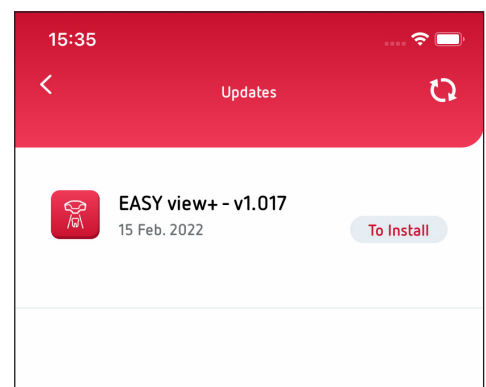 15:35
Updates
EASY view+ - v1.017
15 Feb. 2022
To Install